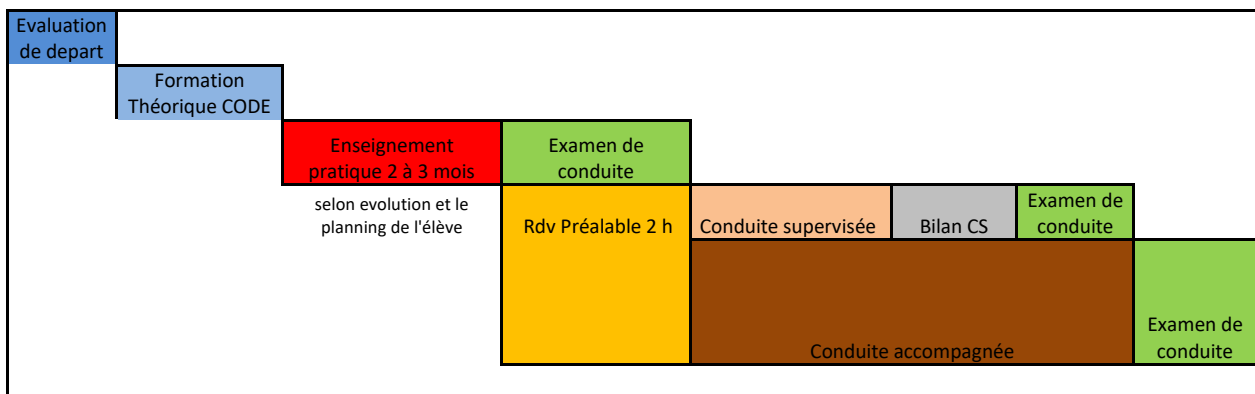 Evaluation
de depart
Formation
Théorique CODE
Enseignement
pratique 2 à 3 mois
Examen de
conduite
selon evolution et le
planning de l'élève
Rdv Préalable 2 h
Conduite supervisée
Bilan CS
Examen de
conduite
Conduite accompagnée
Examen de
conduite